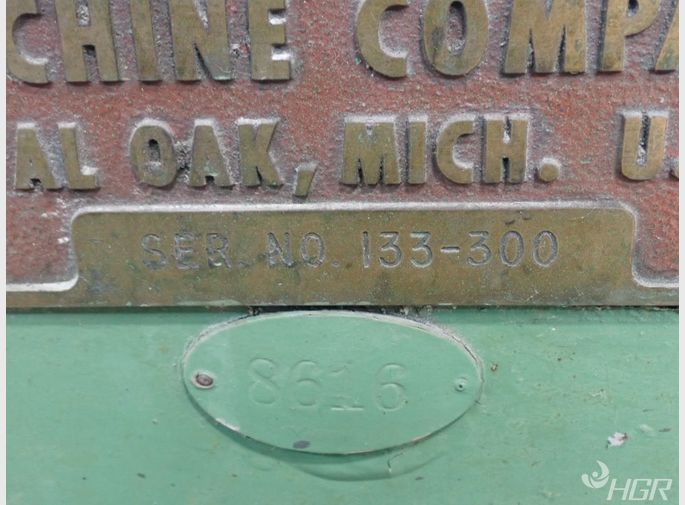 CHINE COMPA
AL OAK, MICH. U.
SER. NO. 133-300
8616
HGR